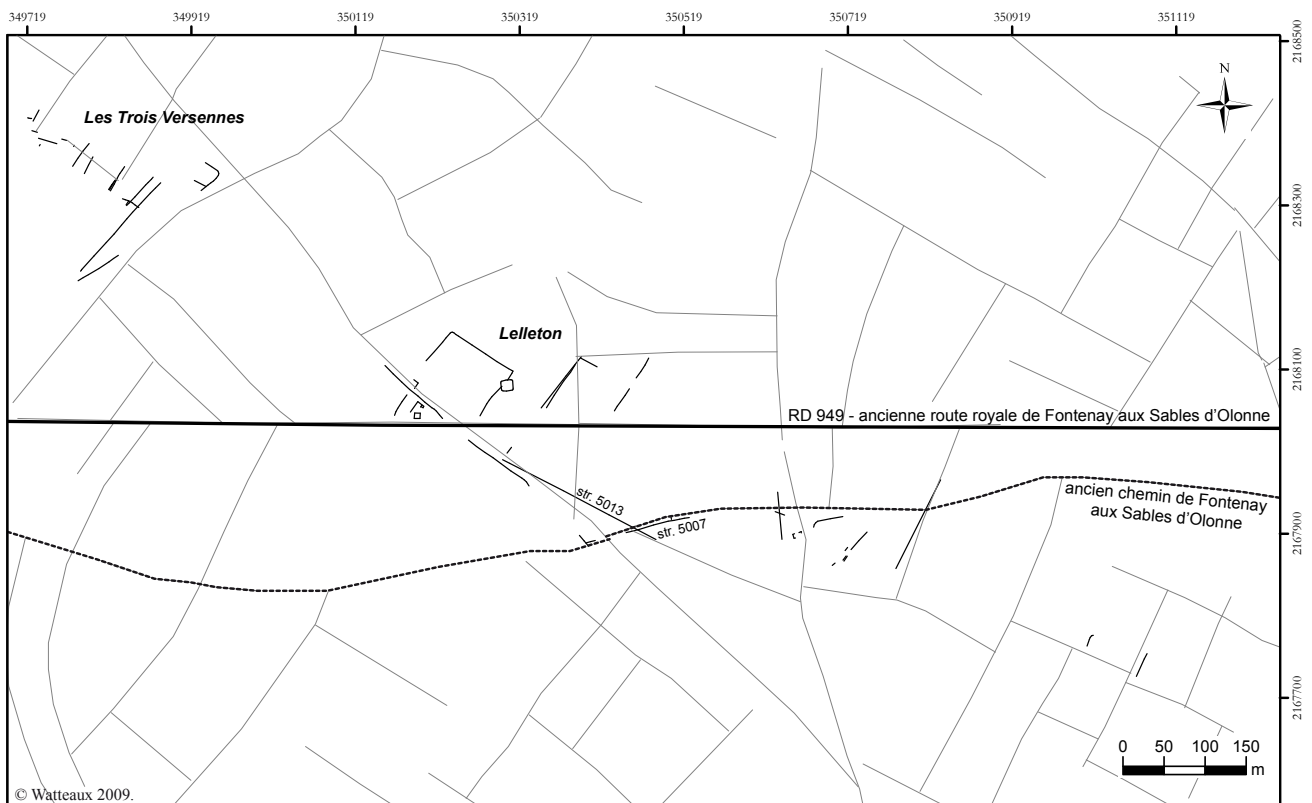 349719 349919 350119 350319 350519 350719 350919 351119
2168500
N
Les Trois Versennes
2168300
Lelleton
2168100
RD 949 - ancienne route royale de Fontenay aux Sables d'Olonne
str. 5013
ancien chemin de Fontenay
aux Sables d'Olonne
str. 5007
2167900
2167700
0 50 100 150
m
© Watteaux 2009.